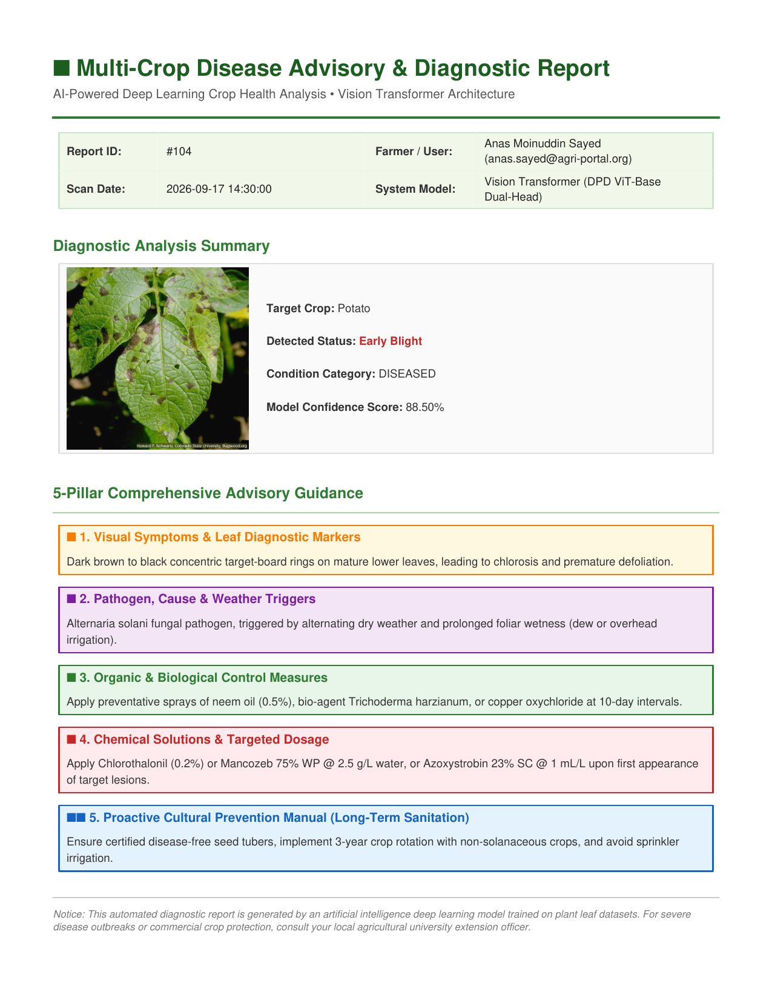 ■ Multi-Crop Disease Advisory & Diagnostic Report
AI-Powered Deep Learning Crop Health Analysis • Vision Transformer Architecture
Report ID: #104 Farmer / User: Anas Moinuddin Sayed
(anas.sayed@agri-portal.org)
Scan Date: 2026-09-17 14:30:00 System Model: Vision Transformer (DPD ViT-Base
Dual-Head)
Diagnostic Analysis Summary
Target Crop: Potato
Detected Status: Early Blight
Condition Category: DISEASED
Model Confidence Score: 88.50%
Howard F. Schwartz, Colorado State University, Bugwood.org
5-Pillar Comprehensive Advisory Guidance
■ 1. Visual Symptoms & Leaf Diagnostic Markers
Dark brown to black concentric target-board rings on mature lower leaves, leading to chlorosis and premature defoliation.
■ 2. Pathogen, Cause & Weather Triggers
Alternaria solani fungal pathogen, triggered by alternating dry weather and prolonged foliar wetness (dew or overhead
irrigation).
■ 3. Organic & Biological Control Measures
Apply preventative sprays of neem oil (0.5%), bio-agent Trichoderma harzianum, or copper oxychloride at 10-day intervals.
■ 4. Chemical Solutions & Targeted Dosage
Apply Chlorothalonil (0.2%) or Mancozeb 75% WP @ 2.5 g/L water, or Azoxystrobin 23% SC @ 1 mL/L upon first appearance
of target lesions.
■■ 5. Proactive Cultural Prevention Manual (Long-Term Sanitation)
Ensure certified disease-free seed tubers, implement 3-year crop rotation with non-solanaceous crops, and avoid sprinkler
irrigation.
Notice: This automated diagnostic report is generated by an artificial intelligence deep learning model trained on plant leaf datasets. For severe
disease outbreaks or commercial crop protection, consult your local agricultural university extension officer.